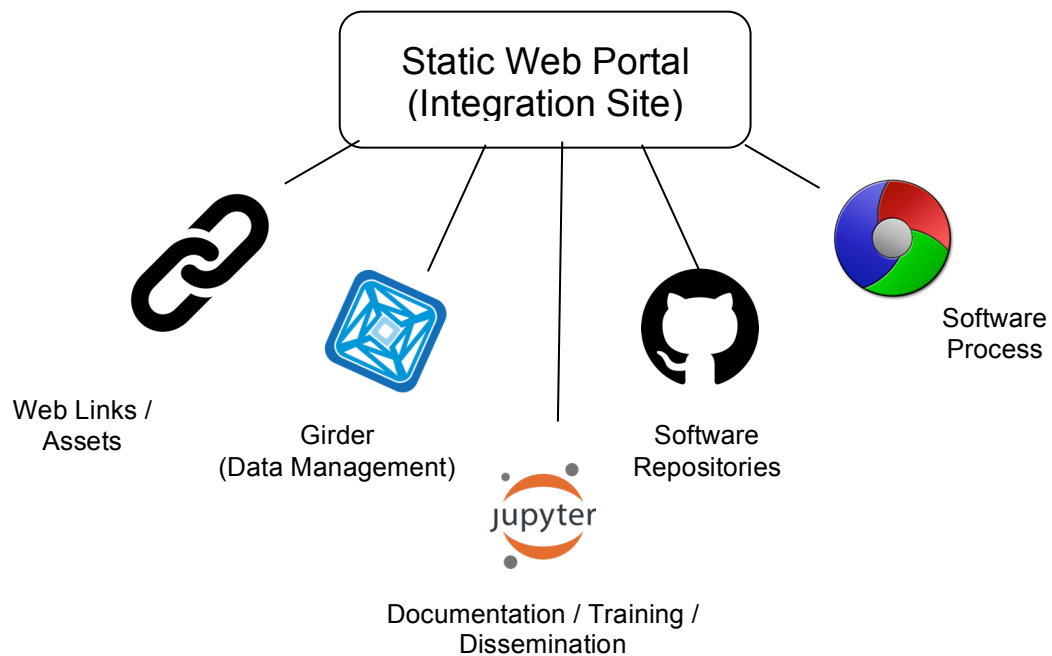 Static Web Portal
(Integration Site)
Software
Process
Web Links /
Assets
Girder
(Data Management)
Software
Repositories
jupyter
Documentation / Training /
Dissemination